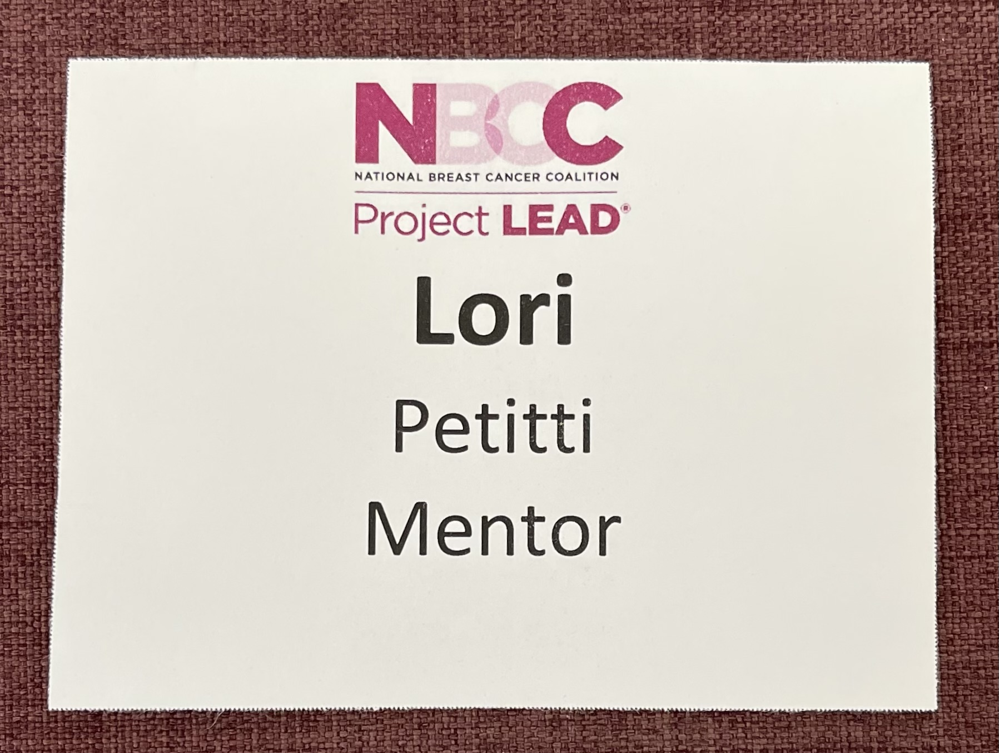 NBCC
NATIONAL BREAST CANCER COALITION
Project LEAD®
Lori
Petitti
Mentor